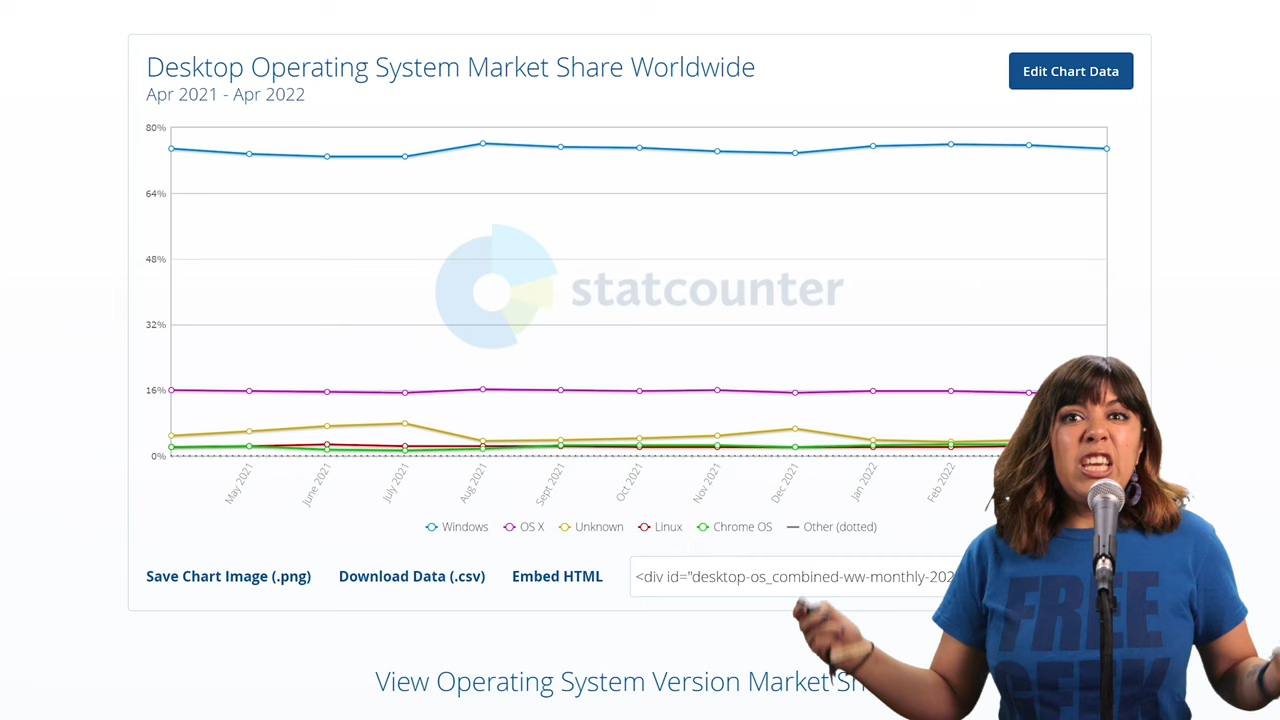 Desktop Operating System Market Share Worldwide
Apr 2021 - Apr 2022
Edit Chart Data
80%
64%
48%
32%
16%
0%
statcounter
May 2021
June 2021
July 2021
Aug 2021
Sept 2021
Oct 2021
Nov 2021
Dec 2021
Jan 2022
Feb 2022
Windows OS X Unknown Linux Chrome OS Other (dotted)
Save Chart Image (.png) Download Data (.csv) Embed HTML <div id="desktop-os_combined-ww-monthly-202
View Operating System Version Market Sh
FREE
GEEK